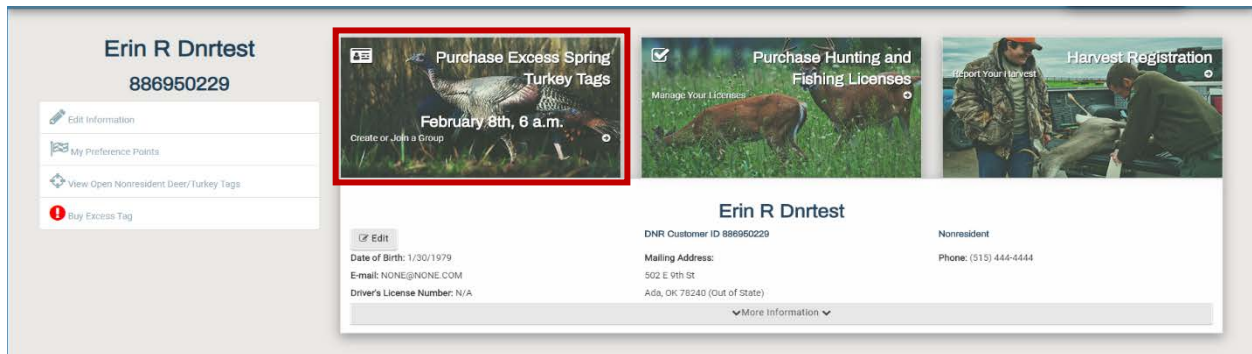 Erin R Dnrtest
886950229
Edit Information
My Preference Points
View Open Nonresident Deer/Turkey Tags
Buy Excess Tag
Purchase Excess Spring
Turkey Tags
February 8th, 6 a.m.
Create or Join a Group
Purchase Hunting and
Fishing Licenses
Manage Your Licenses
Harvest Registration
Report Your Harvest
Erin R Dnrtest
Edit
DNR Customer ID 886950229
Nonresident
Date of Birth: 1/30/1979
Mailing Address:
Phone: (515) 444-4444
E-mail: NONE@NONE.COM
502 E 9th St
Driver's License Number: N/A
Ada, OK 78240 (Out of State)
More Information